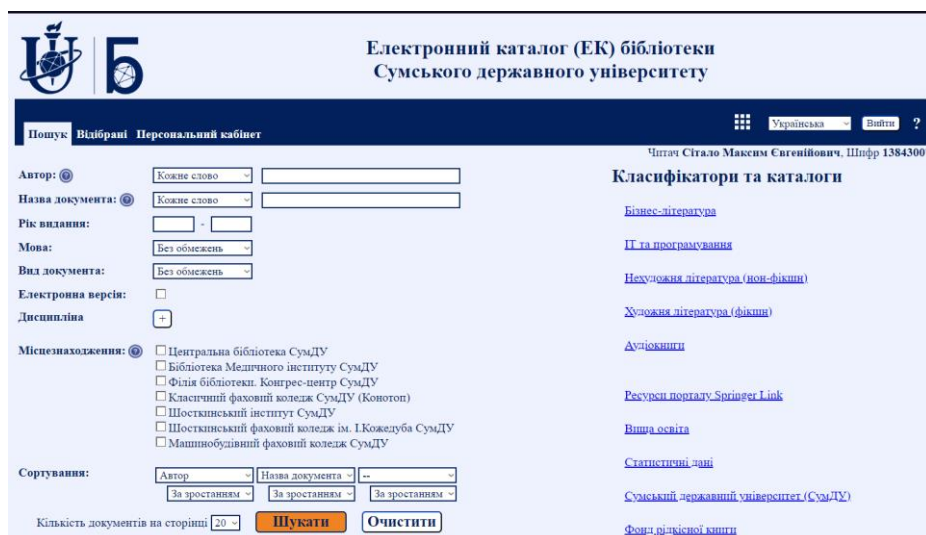 Електронний каталог (ЕК) бібліотеки
Сумського державного університету
Б
Пошук Відібрані Персональний кабінет
Українська Вийти ?
Читач Сітало Максим Євгенійович, Шифр 1384300
Автор: Кожне слово
Назва документа: Кожне слово
Рік видання: -
Мова: Без обмежень
Вид документа: Без обмежень
Електронна версія:
Дисципліна +
Місцезнаходження: Центральна бібліотека СумДУ
Бібліотека Медичного інституту СумДУ
Філія бібліотеки. Конгрес-центр СумДУ
Класичний фаховий коледж СумДУ (Конотоп)
Шосткинський інститут СумДУ
Шосткинський фаховий коледж ім. І.Кожедуба СумДУ
Машинобудівний фаховий коледж СумДУ
Сортування: Автор Назва документа --
За зростанням За зростанням За зростанням
Кількість документів на сторінці 20 Шукати Очистити
Класифікатори та каталоги
Бізнес-література
ІТ та програмування
Нехудожня література (нон-фікшн)
Художня література (фікшн)
Аудіокниги
Ресурси порталу Springer Link
Вища освіта
Статистичні дані
Сумський державний університет (СумДУ)
Фонд рідкісної книги